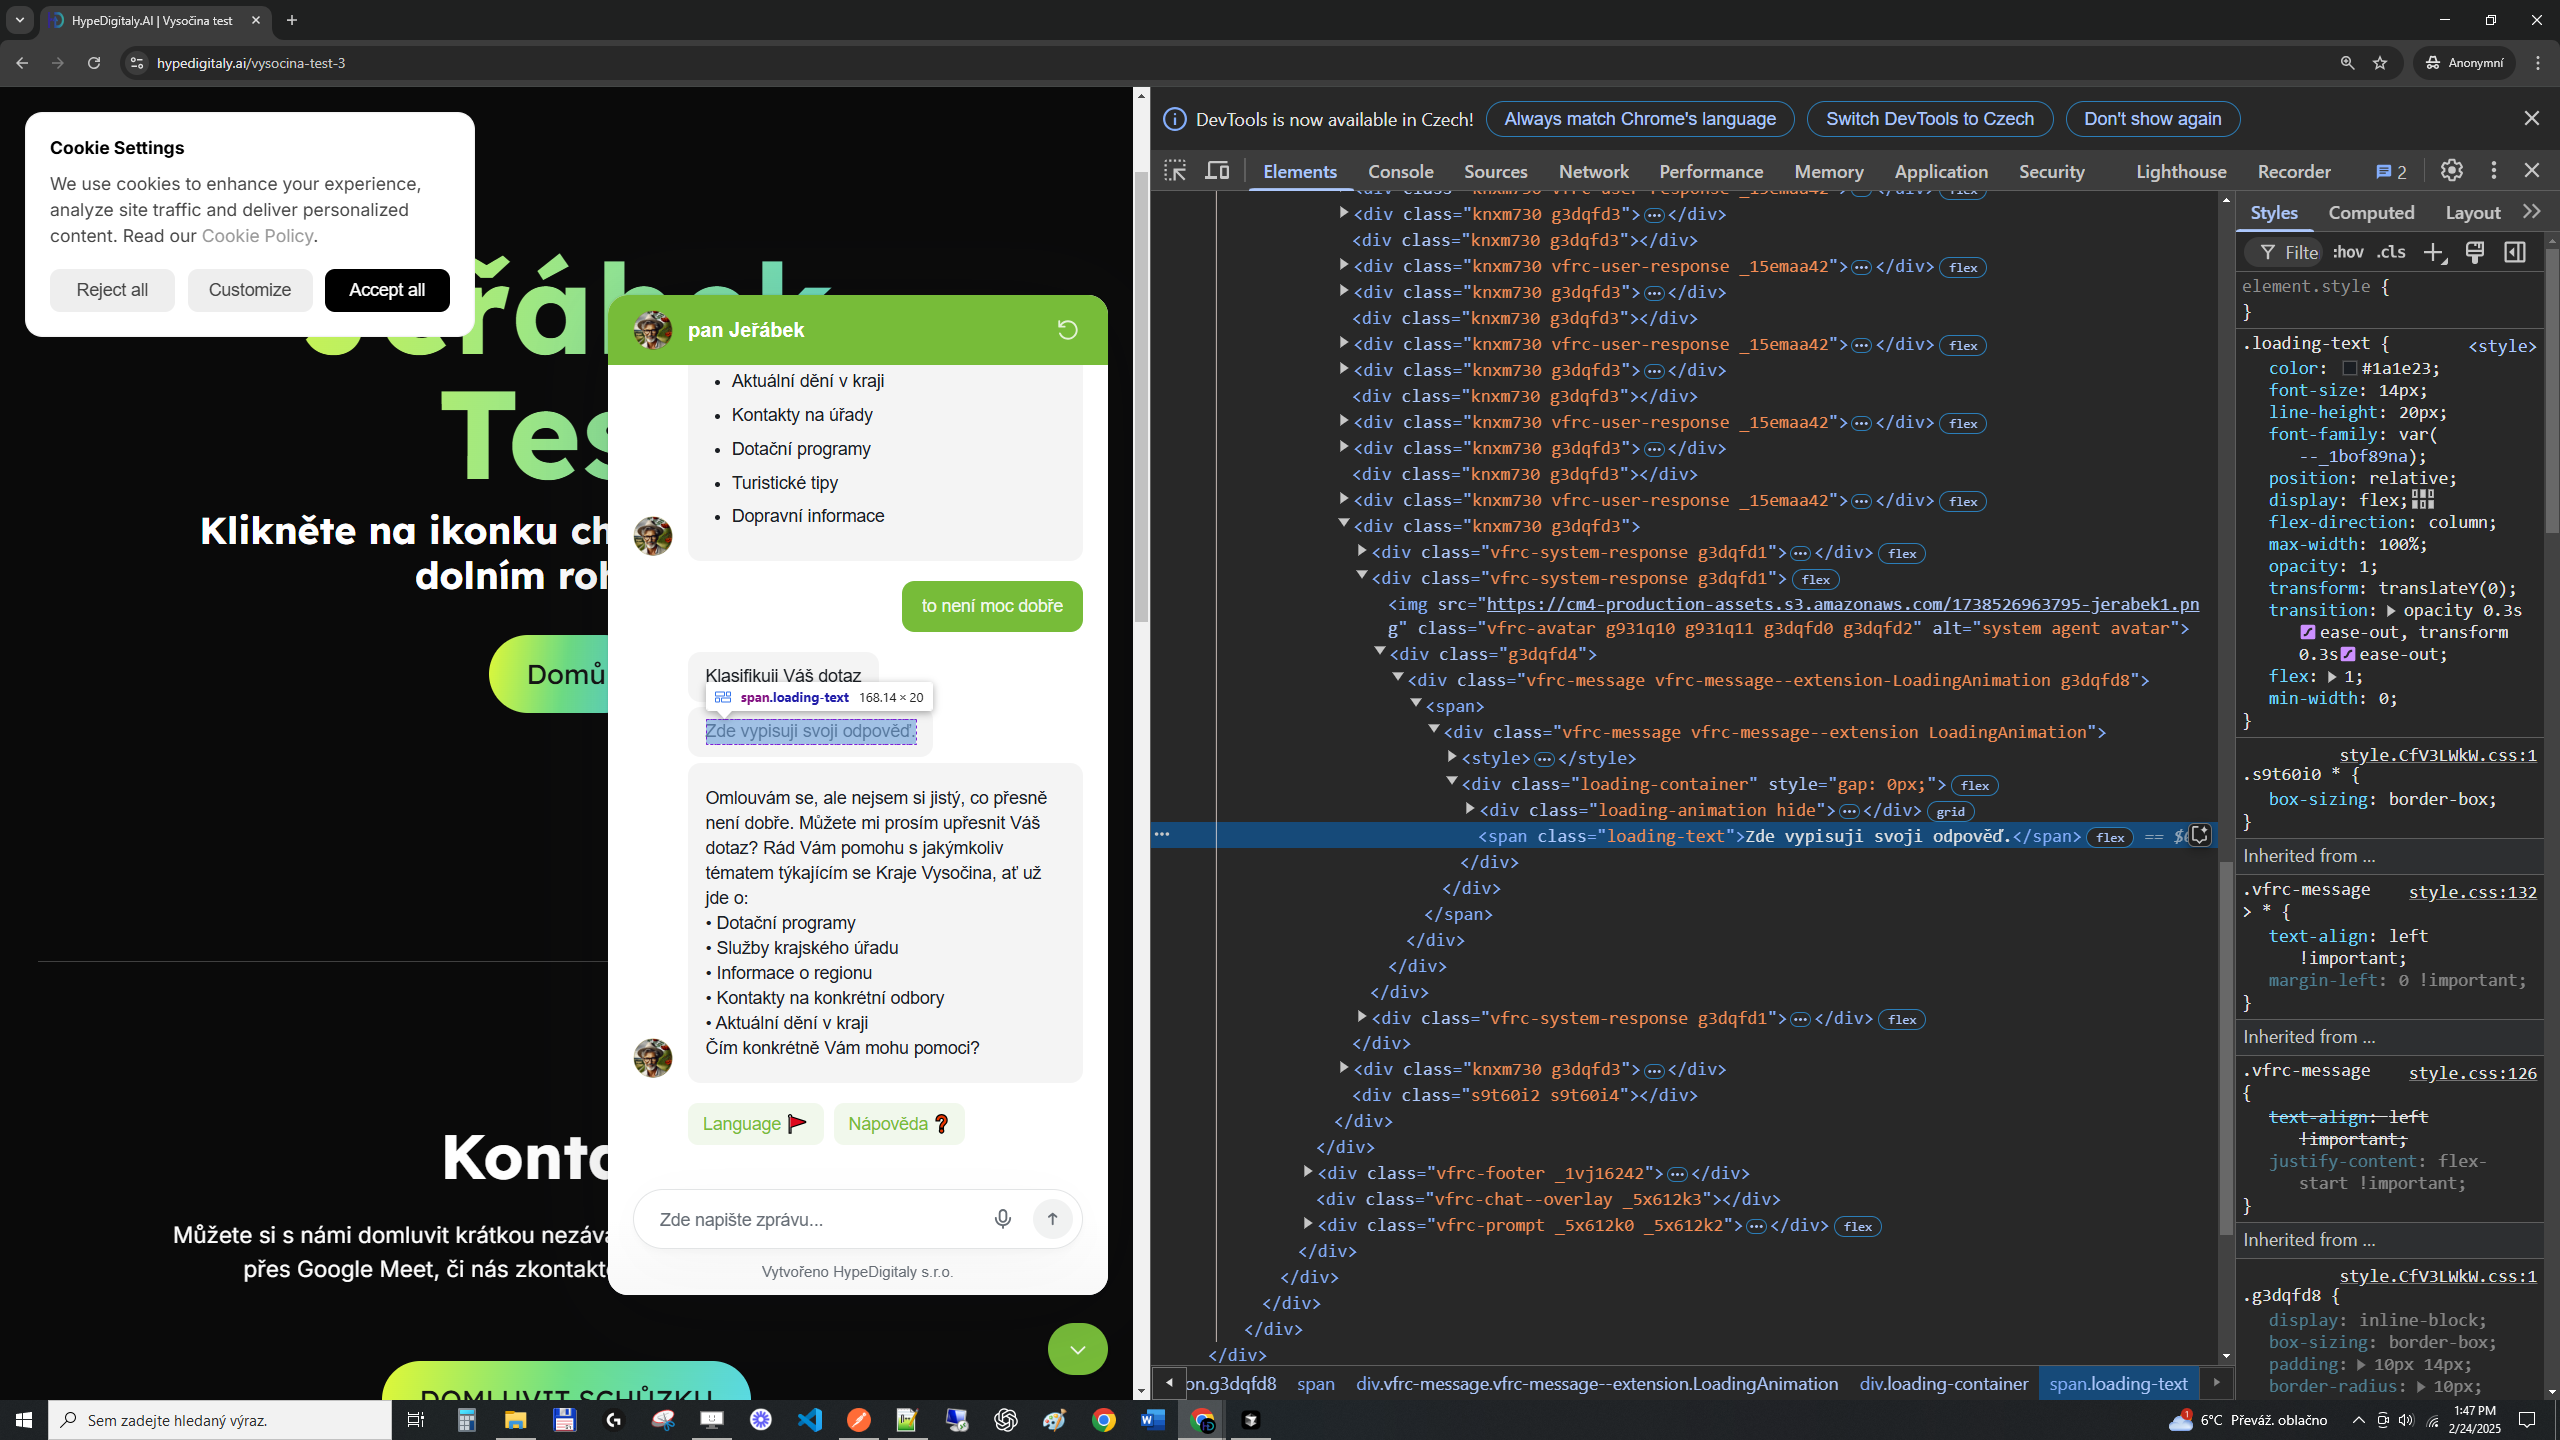 HypeDigitaly.AI | Vysočina test
hypedigitaly.ai/vysocina-test-3
Anonymní
Cookie Settings
We use cookies to enhance your experience,
analyze site traffic and deliver personalized
content. Read our Cookie Policy.
Reject all
Customize
Accept all
Klikněte na ikonku
Domů
Můžete si s námi domluvit krátkou
přes Google Meet, či nás
DOMLUVIT SCHŮZKU
pan Jeřábek
• Aktuální dění v kraji
• Kontakty na úřady
• Dotační programy
• Turistické tipy
• Dopravní informace
to není moc dobře
Klasifikuji Váš dotaz
span.loading-text 168.14 × 20
Zde vypisuji svoji odpověď.
Omlouvám se, ale nejsem si jistý, co přesně
není dobře. Můžete mi prosím upřesnit Váš
dotaz? Rád Vám pomohu s jakýmkoliv
tématem týkajícím se Kraje Vysočina, ať už
jde o:
• Dotační programy
• Služby krajského úřadu
• Informace o regionu
• Kontakty na konkrétní odbory
• Aktuální dění v kraji
Čím konkrétně Vám mohu pomoci?
Language
Nápověda
Zde napište zprávu...
Vytvořeno HypeDigitaly s.r.o.
DevTools is now available in Czech!
Always match Chrome's language
Switch DevTools to Czech
Don't show again
Elements Console Sources Network Performance Memory Application Security Lighthouse Recorder 2
<div class="knxm730 g3dqfd3">…</div>
<div class="knxm730 g3dqfd3"></div>
<div class="knxm730 vfrc-user-response _15emaa42">…</div> flex
<div class="knxm730 g3dqfd3">…</div>
<div class="knxm730 g3dqfd3"></div>
<div class="knxm730 vfrc-user-response _15emaa42">…</div> flex
<div class="knxm730 g3dqfd3">…</div>
<div class="knxm730 g3dqfd3"></div>
<div class="knxm730 vfrc-user-response _15emaa42">…</div> flex
<div class="knxm730 g3dqfd3">…</div>
<div class="knxm730 g3dqfd3"></div>
<div class="knxm730 vfrc-user-response _15emaa42">…</div> flex
<div class="knxm730 g3dqfd3">
<div class="vfrc-system-response g3dqfd1">…</div> flex
<div class="vfrc-system-response g3dqfd1"> flex
<img src="https://cm4-production-assets.s3.amazonaws.com/1738526963795-jerabek1.pn
g" class="vfrc-avatar g931q10 g931q11 g3dqfd0 g3dqfd2" alt="system agent avatar">
<div class="g3dqfd4">
<div class="vfrc-message vfrc-message--extension-LoadingAnimation g3dqfd8">
<span>
<div class="vfrc-message vfrc-message--extension LoadingAnimation">
<style>…</style>
<div class="loading-container" style="gap: 0px;"> flex
<div class="loading-animation hide">…</div> grid
<span class="loading-text">Zde vypisuji svoji odpověď.</span> flex ==
</div>
</div>
</span>
</div>
</div>
</div>
<div class="vfrc-system-response g3dqfd1">…</div> flex
</div>
<div class="knxm730 g3dqfd3">…</div>
<div class="s9t60i2 s9t60i4"></div>
</div>
</div>
<div class="vfrc-footer _1vj16242">…</div>
<div class="vfrc-chat--overlay _5x612k3"></div>
<div class="vfrc-prompt _5x612k0 _5x612k2">…</div> flex
</div>
</div>
</div>
</div>
</div>
on.g3dqfd8 span div.vfrc-message.vfrc-message--extension.LoadingAnimation div.loading-container span.loading-text
Styles Computed Layout
Filte :hov .cls
element.style {
}
.loading-text { <style>
color: #1a1e23;
font-size: 14px;
line-height: 20px;
font-family: var(
--_1bof89na);
position: relative;
display: flex;
flex-direction: column;
max-width: 100%;
opacity: 1;
transform: translateY(0);
transition: opacity 0.3s
ease-out, transform
0.3s ease-out;
flex: 1;
min-width: 0;
}
style.CfV3LWkW.css:1
.s9t60i0 * {
box-sizing: border-box;
}
Inherited from ...
.vfrc-message style.css:132
> * {
text-align: left
!important;
margin-left: 0 !important;
}
Inherited from ...
.vfrc-message style.css:126
{
text-align: left
!important;
justify-content: flex-
start !important;
}
Inherited from ...
style.CfV3LWkW.css:1
.g3dqfd8 {
display: inline-block;
box-sizing: border-box;
padding: 10px 14px;
border-radius: 10px;
Sem zadejte hledaný výraz.
6°C Převáž. oblačno
1:47 PM
2/24/2025